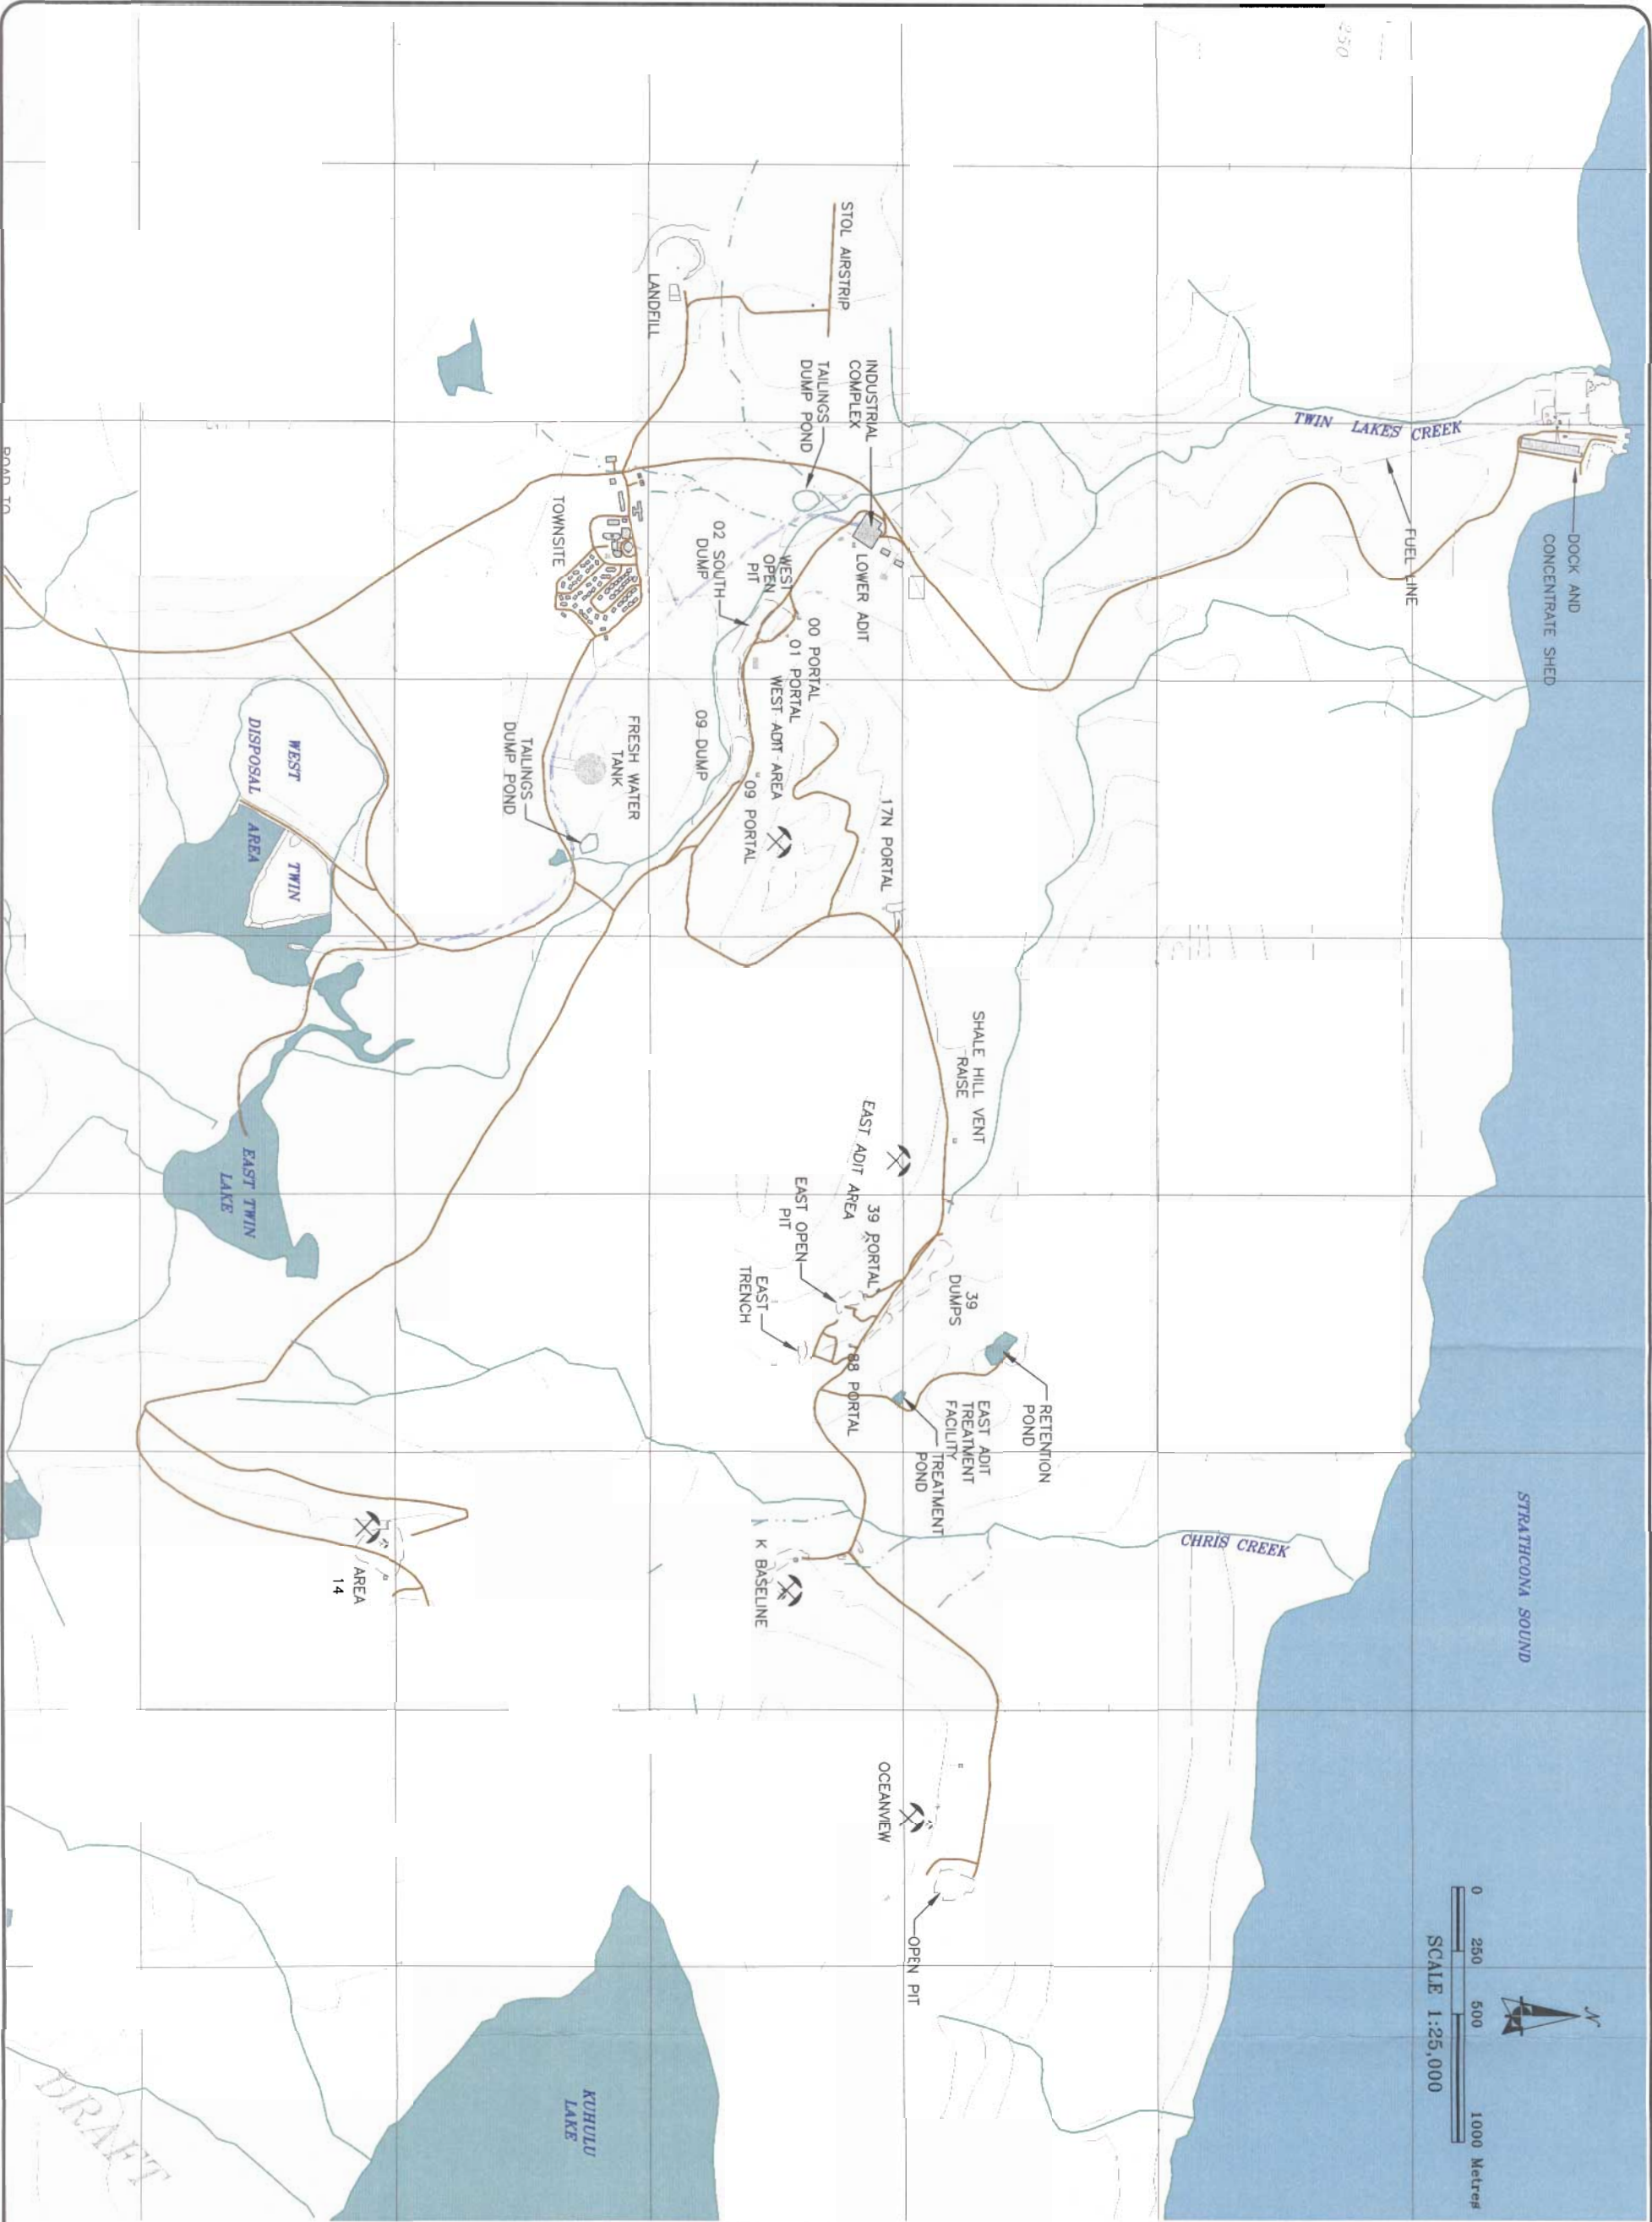 250
DOCK AND
CONCENTRATE SHED
STRATHCONA SOUND
N
0 250 500 1000 Metres
SCALE 1:25,000
TWIN LAKES CREEK
FUEL LINE
CHRIS CREEK
STOL AIRSTRIP
LANDFILL
INDUSTRIAL
COMPLEX
TAILINGS
DUMP POND
LOWER ADIT
WEST
OPEN
PIT
02 SOUTH
DUMP
TOWNSITE
00 PORTAL
01 PORTAL
WEST ADIT AREA
09 PORTAL
09 DUMP
17N PORTAL
FRESH WATER
TANK
TAILINGS
DUMP POND
SHALE HILL VENT
RAISE
EAST ADIT AREA
39 PORTAL
EAST OPEN
PIT
EAST
TRENCH
39
DUMPS
88 PORTAL
RETENTION
POND
EAST ADIT
TREATMENT
FACILITY
TREATMENT
POND
K BASELINE
OCEANVIEW
OPEN PIT
WEST TWIN
DISPOSAL AREA
EAST TWIN
LAKE
AREA
14
KUHULU
LAKE
ROAD TO
DRAFT